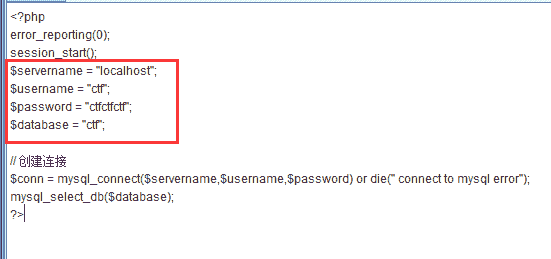 <?php
error_reporting(0);
session_start();
$servername = "localhost";
$username = "ctf";
$password = "ctfctfctf";
$database = "ctf";
// 创建连接
$conn = mysql_connect($servername,$username,$password) or die(" connect to mysql error");
mysql_select_db($database);
?>